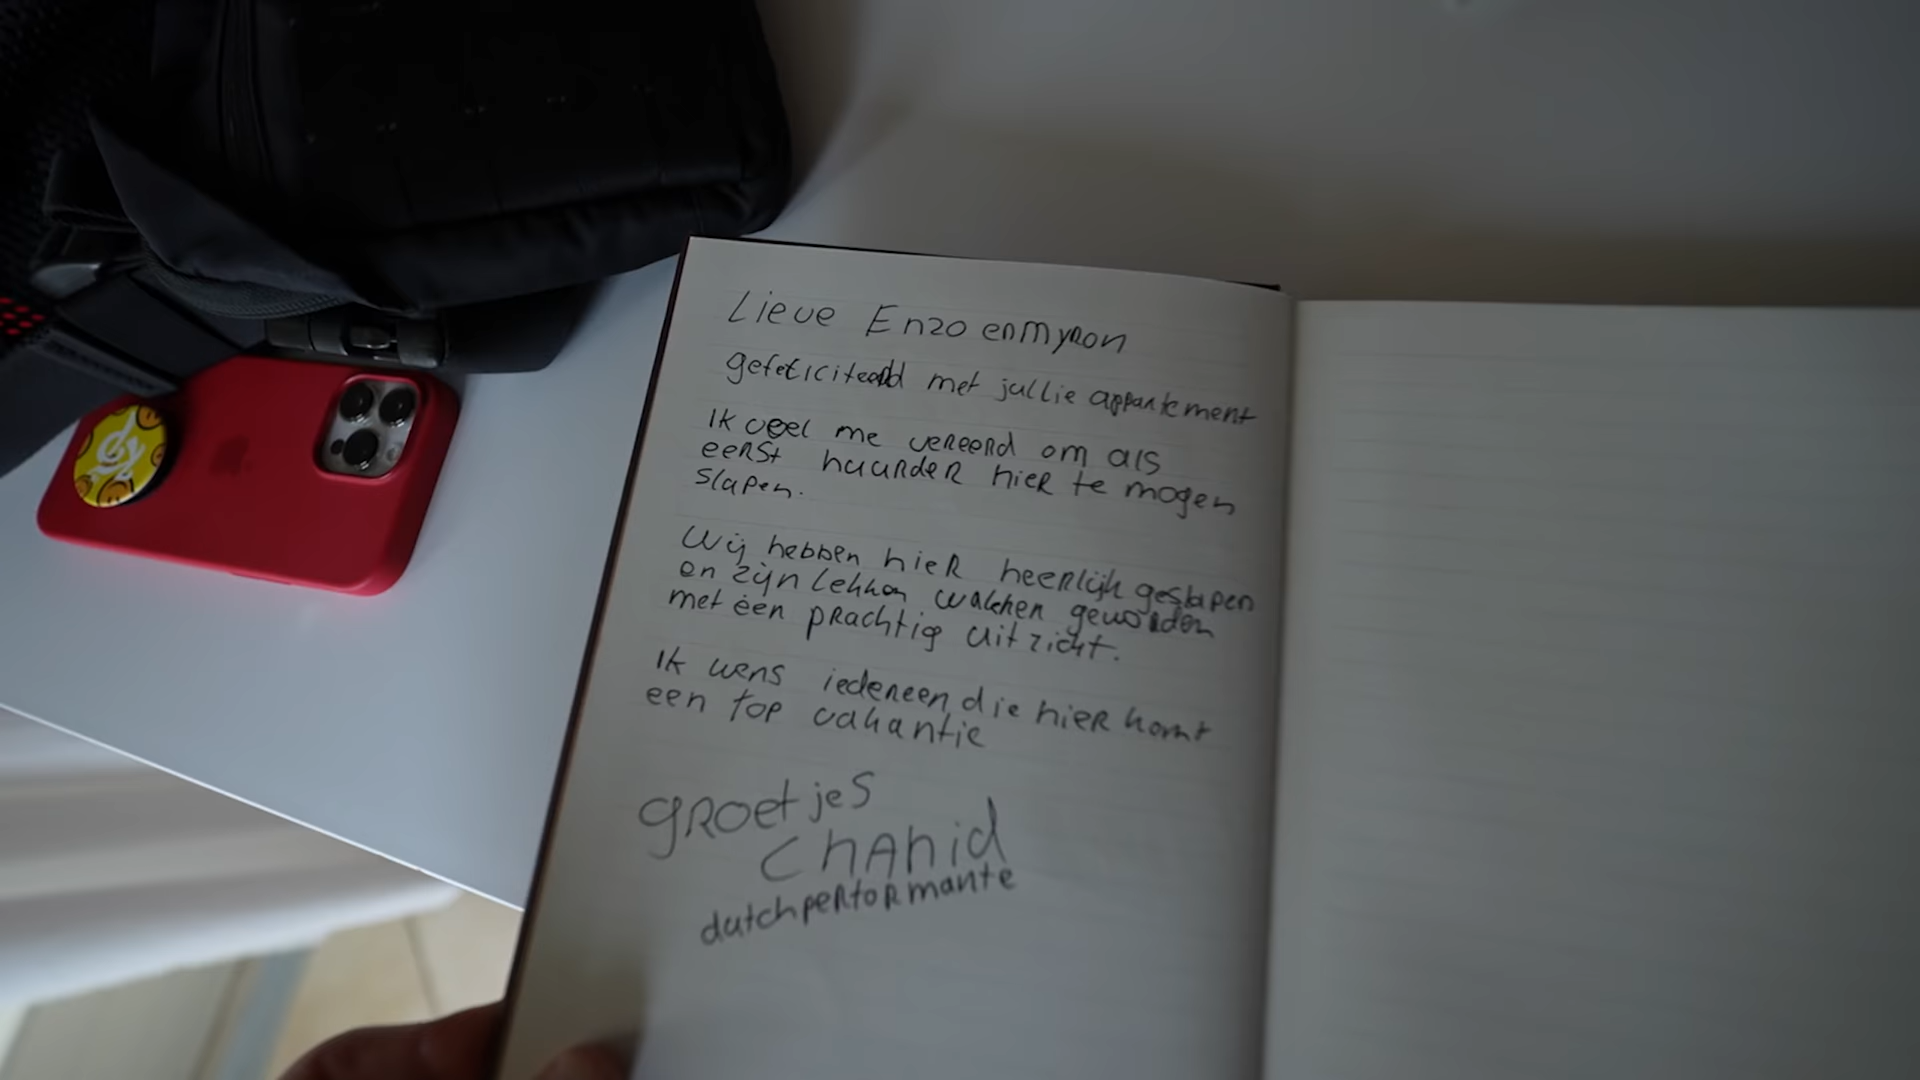 Lieve Enzo en Myron
gefeliciteerd met jullie appartement
Ik voel me vereerd om als
eerst huurder hier te mogen
slapen.
Wij hebben hier heerlijk geslapen
en zijn lekker wakker geworden
met een prachtig uitzicht.
Ik wens iedereen die hier komt
een top vakantie
groetjes
Chahid
dutchperformante